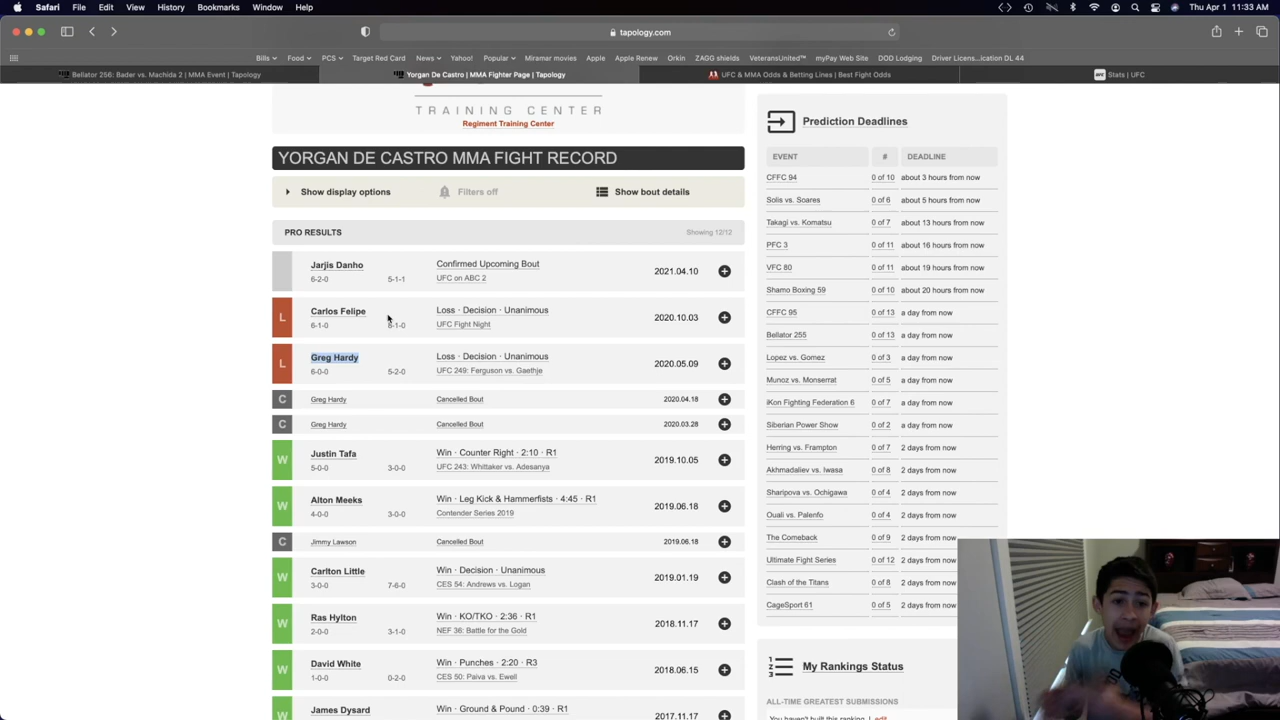 Safari File Edit View History Bookmarks Window Help Thu Apr 1 11:33 AM
tapology.com
Bills Food PCS Target Red Card News Yahoo! Popular Miramar movies Apple Apple Renew Orkin ZAGG shields VeteransUnited™ myPay Web Site DOD Lodging Driver Licens...ication DL 44
Bellator 256: Bader vs. Machida 2 | MMA Event | Tapology
Yorgan De Castro | MMA Fighter Page | Tapology
UFC & MMA Odds & Betting Lines | Best Fight Odds
Stats | UFC
TRAINING CENTER
Regiment Training Center
YORGAN DE CASTRO MMA FIGHT RECORD
Show display options Filters off Show bout details
PRO RESULTS Showing 12/12
Jarjis Danho Confirmed Upcoming Bout 2021.04.10
6-2-0 5-1-1 UFC on ABC 2
L Carlos Felipe Loss · Decision · Unanimous 2020.10.03
6-1-0 8-1-0 UFC Fight Night
L Greg Hardy Loss · Decision · Unanimous 2020.05.09
6-0-0 5-2-0 UFC 249: Ferguson vs. Gaethje
C Greg Hardy Cancelled Bout 2020.04.18
C Greg Hardy Cancelled Bout 2020.03.28
W Justin Tafa Win · Counter Right · 2:10 · R1 2019.10.05
5-0-0 3-0-0 UFC 243: Whittaker vs. Adesanya
W Alton Meeks Win · Leg Kick & Hammerfists · 4:45 · R1 2019.06.18
4-0-0 3-0-0 Contender Series 2019
C Jimmy Lawson Cancelled Bout 2019.06.18
W Carlton Little Win · Decision · Unanimous 2019.01.19
3-0-0 7-6-0 CES 54: Andrews vs. Logan
W Ras Hylton Win · KO/TKO · 2:36 · R1 2018.11.17
2-0-0 3-1-0 NEF 36: Battle for the Gold
W David White Win · Punches · 2:20 · R3 2018.06.15
1-0-0 0-2-0 CES 50: Paiva vs. Ewell
W James Dysard Win · Ground & Pound · 0:39 · R1 2017.11.17
Prediction Deadlines
EVENT # DEADLINE
CFFC 94 0 of 10 about 3 hours from now
Solis vs. Soares 0 of 6 about 5 hours from now
Takagi vs. Komatsu 0 of 7 about 13 hours from now
PFC 3 0 of 11 about 16 hours from now
VFC 80 0 of 11 about 19 hours from now
Shamo Boxing 59 0 of 10 about 20 hours from now
CFFC 95 0 of 13 a day from now
Bellator 255 0 of 13 a day from now
Lopez vs. Gomez 0 of 3 a day from now
Munoz vs. Monserrat 0 of 5 a day from now
iKon Fighting Federation 6 0 of 7 a day from now
Siberian Power Show 0 of 2 a day from now
Herring vs. Frampton 0 of 7 2 days from now
Akhmadaliev vs. Iwasa 0 of 8 2 days from now
Sharipova vs. Ochigawa 0 of 4 2 days from now
Ouali vs. Palenfo 0 of 4 2 days from now
The Comeback 0 of 9 2 days from now
Ultimate Fight Series 0 of 12 2 days from now
Clash of the Titans 0 of 8 2 days from now
CageSport 61 0 of 5 2 days from now
My Rankings Status
ALL-TIME GREATEST SUBMISSIONS
You haven't built this ranking. | edit